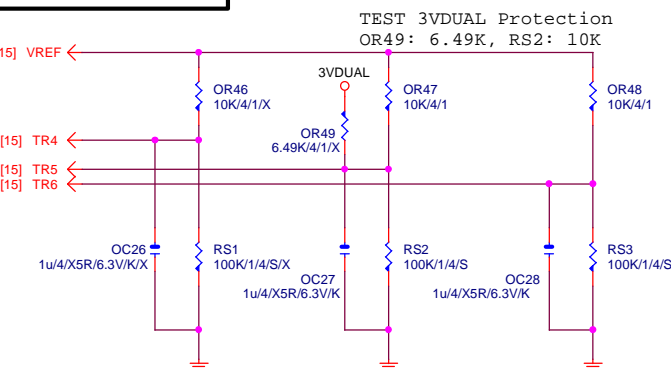 TEST 3VDUAL Protection
OR49: 6.49K, RS2: 10K
15] VREF
3VDUAL
OR46
10K/4/1/X
OR47
10K/4/1
OR48
10K/4/1
OR49
6.49K/4/1/X
[15] TR4
[15] TR5
[15] TR6
OC26
1u/4/X5R/6.3V/K/X
RS1
100K/1/4/S/X
OC27
1u/4/X5R/6.3V/K
RS2
100K/1/4/S
OC28
1u/4/X5R/6.3V/K
RS3
100K/1/4/S